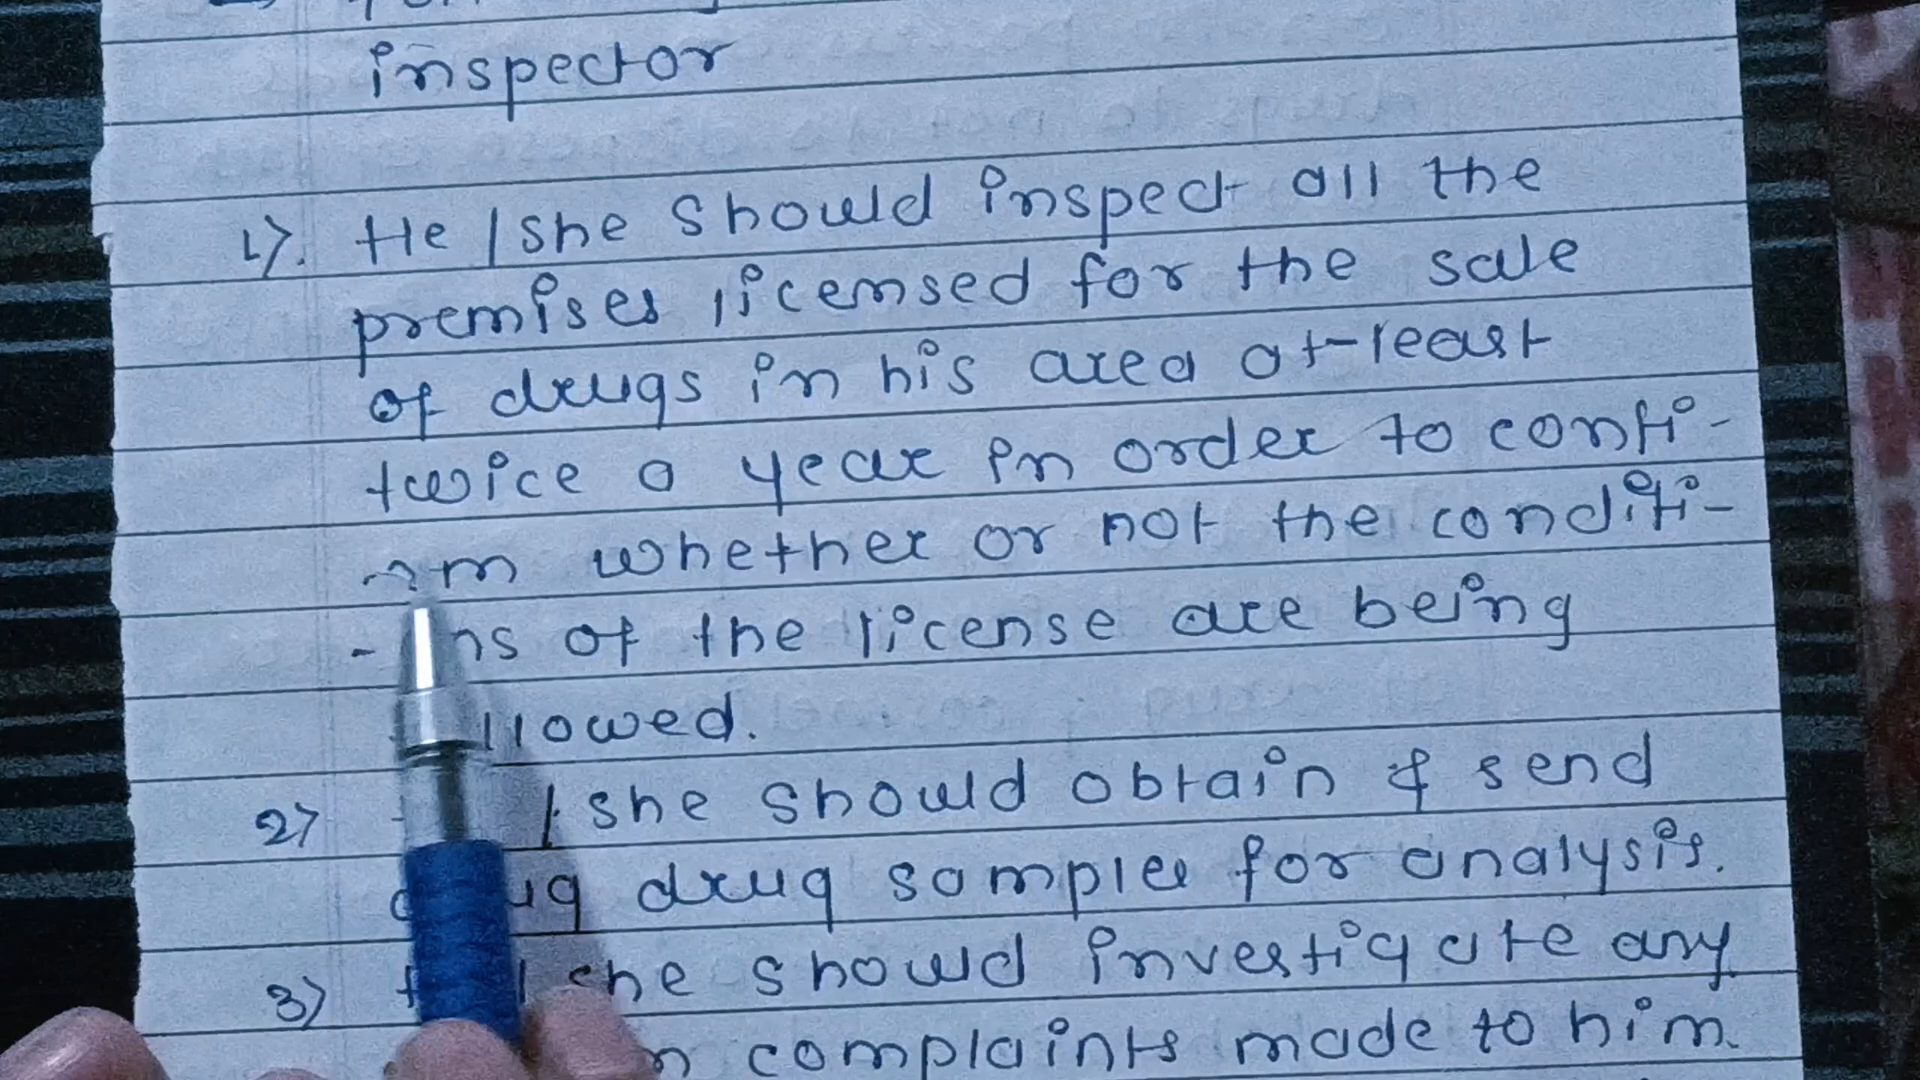 inspector
1). He / she should inspect all the
premises licensed for the sale
of drugs in his area at-least
twice a year in order to confi-
-rm whether or not the conditi-
- ns of the license are being
llowed.
2) / she should obtain & send
drug samples for analysis.
3) she should investigate any
complaints made to him.